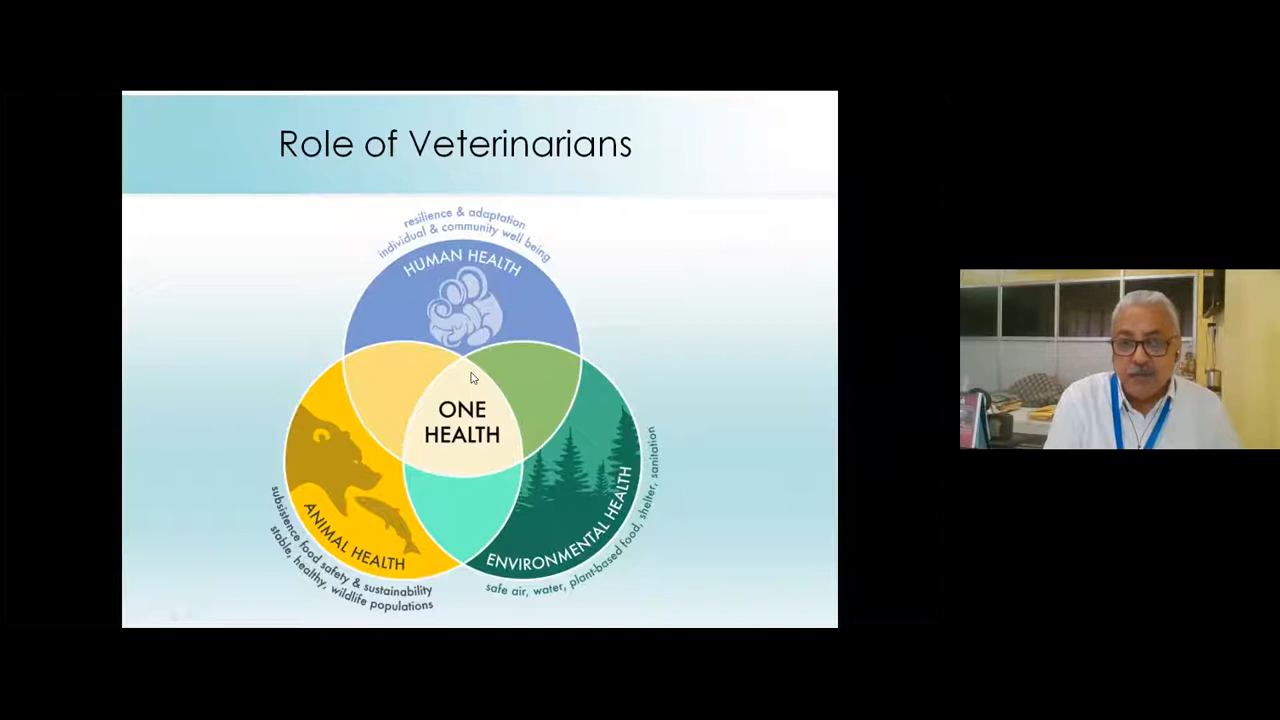 Role of Veterinarians
resilience & adaptation
individual & community well being
HUMAN HEALTH
ONE
HEALTH
ANIMAL HEALTH
subsistence food safety & sustainability
stable, healthy, wildlife populations
ENVIRONMENTAL HEALTH
safe air, water, plant-based food, shelter, sanitation